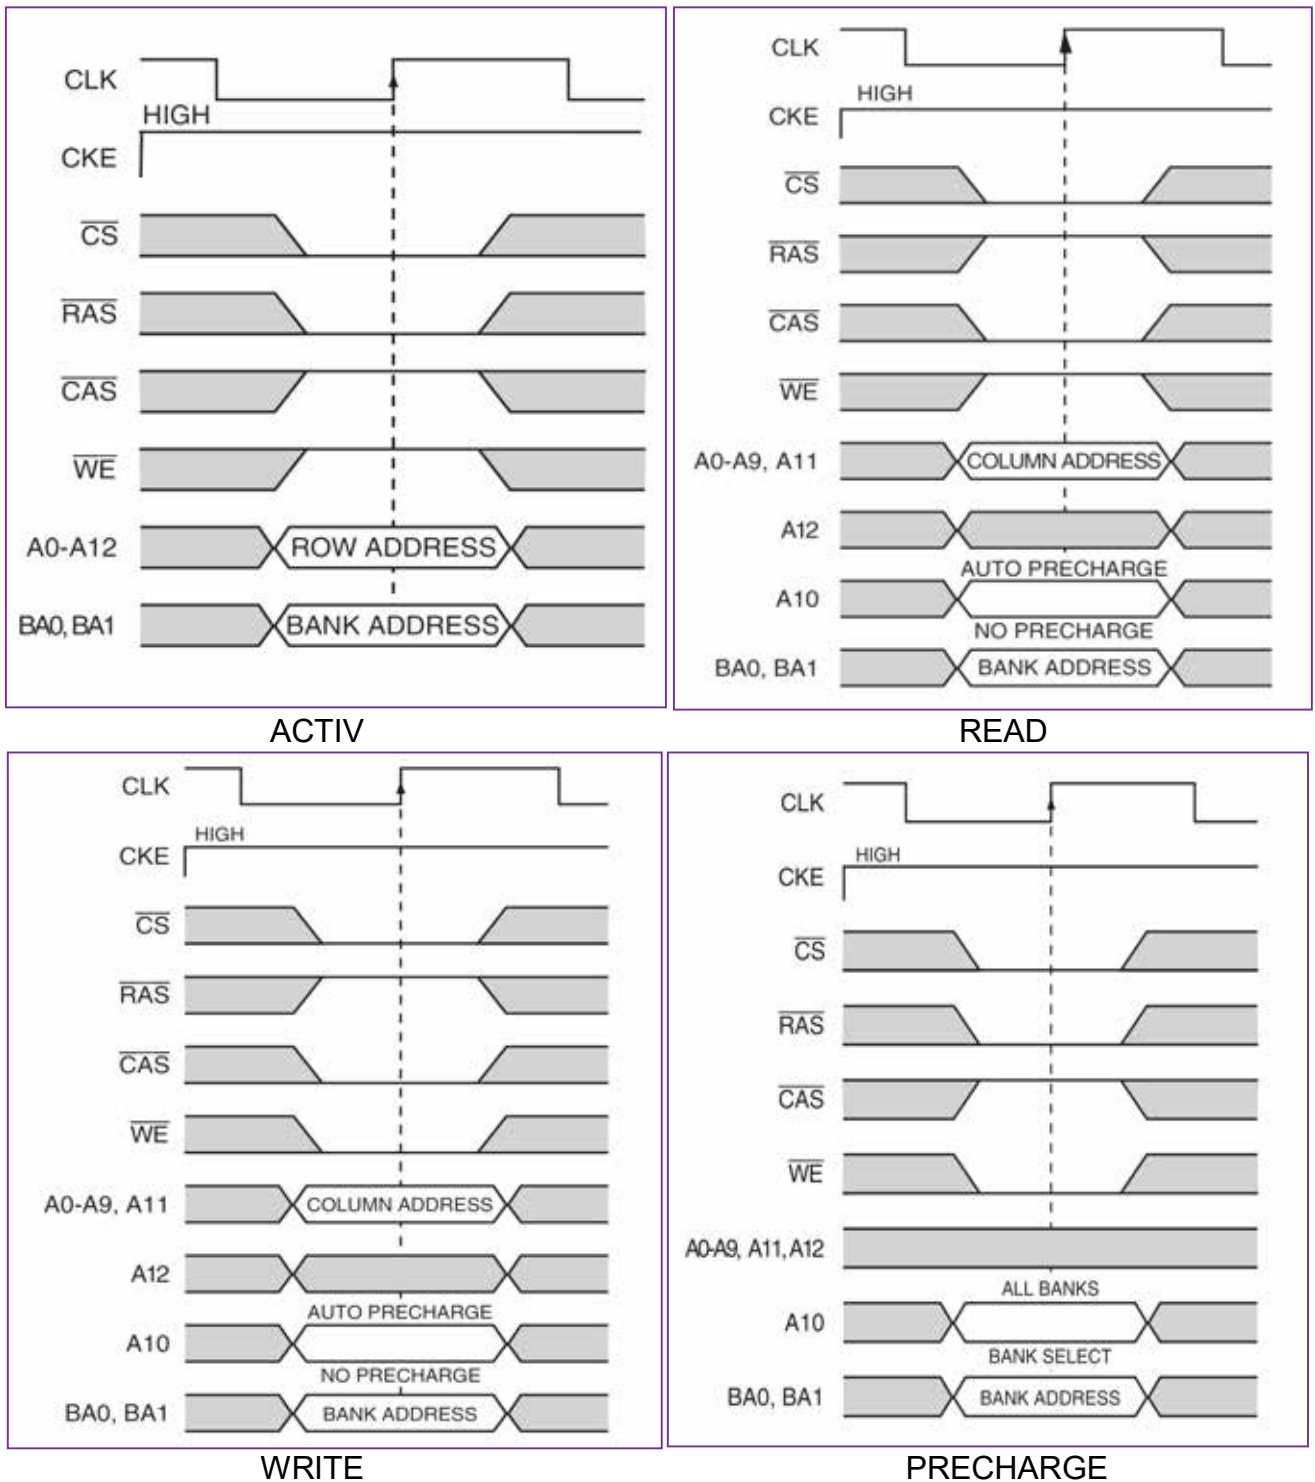 CLK
HIGH
CKE
CS
RAS
CAS
WE
A0-A12 ROW ADDRESS
BA0, BA1 BANK ADDRESS
ACTIV
CLK
HIGH
CKE
CS
RAS
CAS
WE
A0-A9, A11 COLUMN ADDRESS
A12
AUTO PRECHARGE
A10
NO PRECHARGE
BA0, BA1 BANK ADDRESS
READ
CLK
HIGH
CKE
CS
RAS
CAS
WE
A0-A9, A11 COLUMN ADDRESS
A12
AUTO PRECHARGE
A10
NO PRECHARGE
BA0, BA1 BANK ADDRESS
WRITE
CLK
HIGH
CKE
CS
RAS
CAS
WE
A0-A9, A11, A12
ALL BANKS
A10
BANK SELECT
BA0, BA1 BANK ADDRESS
PRECHARGE